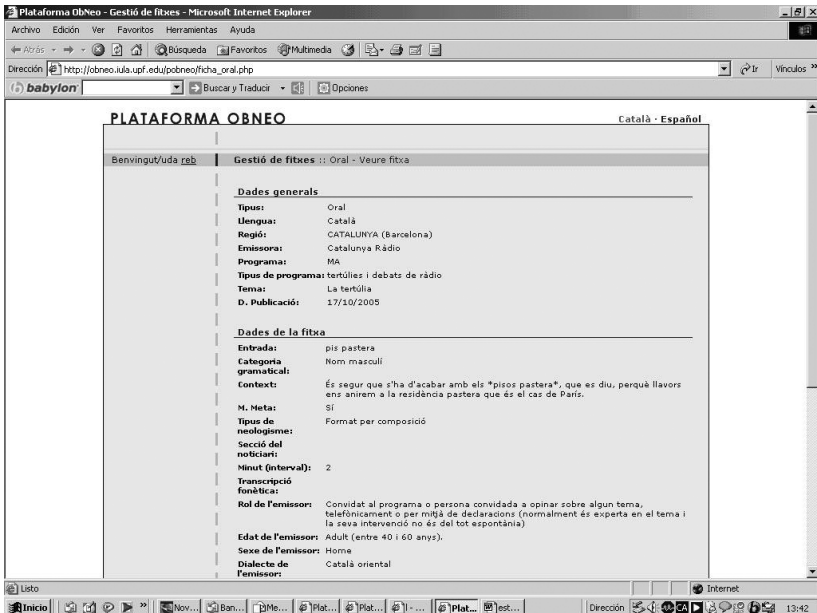 Plataforma ObNeo - Gestió de fitxes - Microsoft Internet Explorer
Archivo Edición Ver Favoritos Herramientas Ayuda
Atrás Búsqueda Favoritos Multimedia
Dirección http://obneo.iula.upf.edu/pobneo/ficha_oral.php Ir Vínculos »
babylon Buscar y Traducir Opciones
PLATAFORMA OBNEO Català · Español
Benvingut/uda reb Gestió de fitxes :: Oral - Veure fitxa
Dades generals
Tipus: Oral
Llengua: Català
Regió: CATALUNYA (Barcelona)
Emissora: Catalunya Ràdio
Programa: MA
Tipus de programa: tertúlies i debats de ràdio
Tema: La tertúlia
D. Publicació: 17/10/2005
Dades de la fitxa
Entrada: pis pastera
Categoria gramatical: Nom masculí
Context: És segur que s'ha d'acabar amb els *pisos pastera*, que es diu, perquè llavors
ens anirem a la residència pastera que és el cas de París.
M. Meta: Sí
Tipus de neologisme: Format per composició
Secció del noticiari:
Minut (interval): 2
Transcripció fonètica:
Rol de l'emissor: Convidat al programa o persona convidada a opinar sobre algun tema,
telefònicament o per mitjà de declaracions (normalment és experta en el tema i
la seva intervenció no és del tot espontània)
Edat de l'emissor: Adult (entre 40 i 60 anys).
Sexe de l'emissor: Home
Dialecte de l'emissor: Català oriental
Listo Internet
Inicio » Nov... Ban... Me... Plat... Plat... I - ... Plat... est... Dirección 13:42